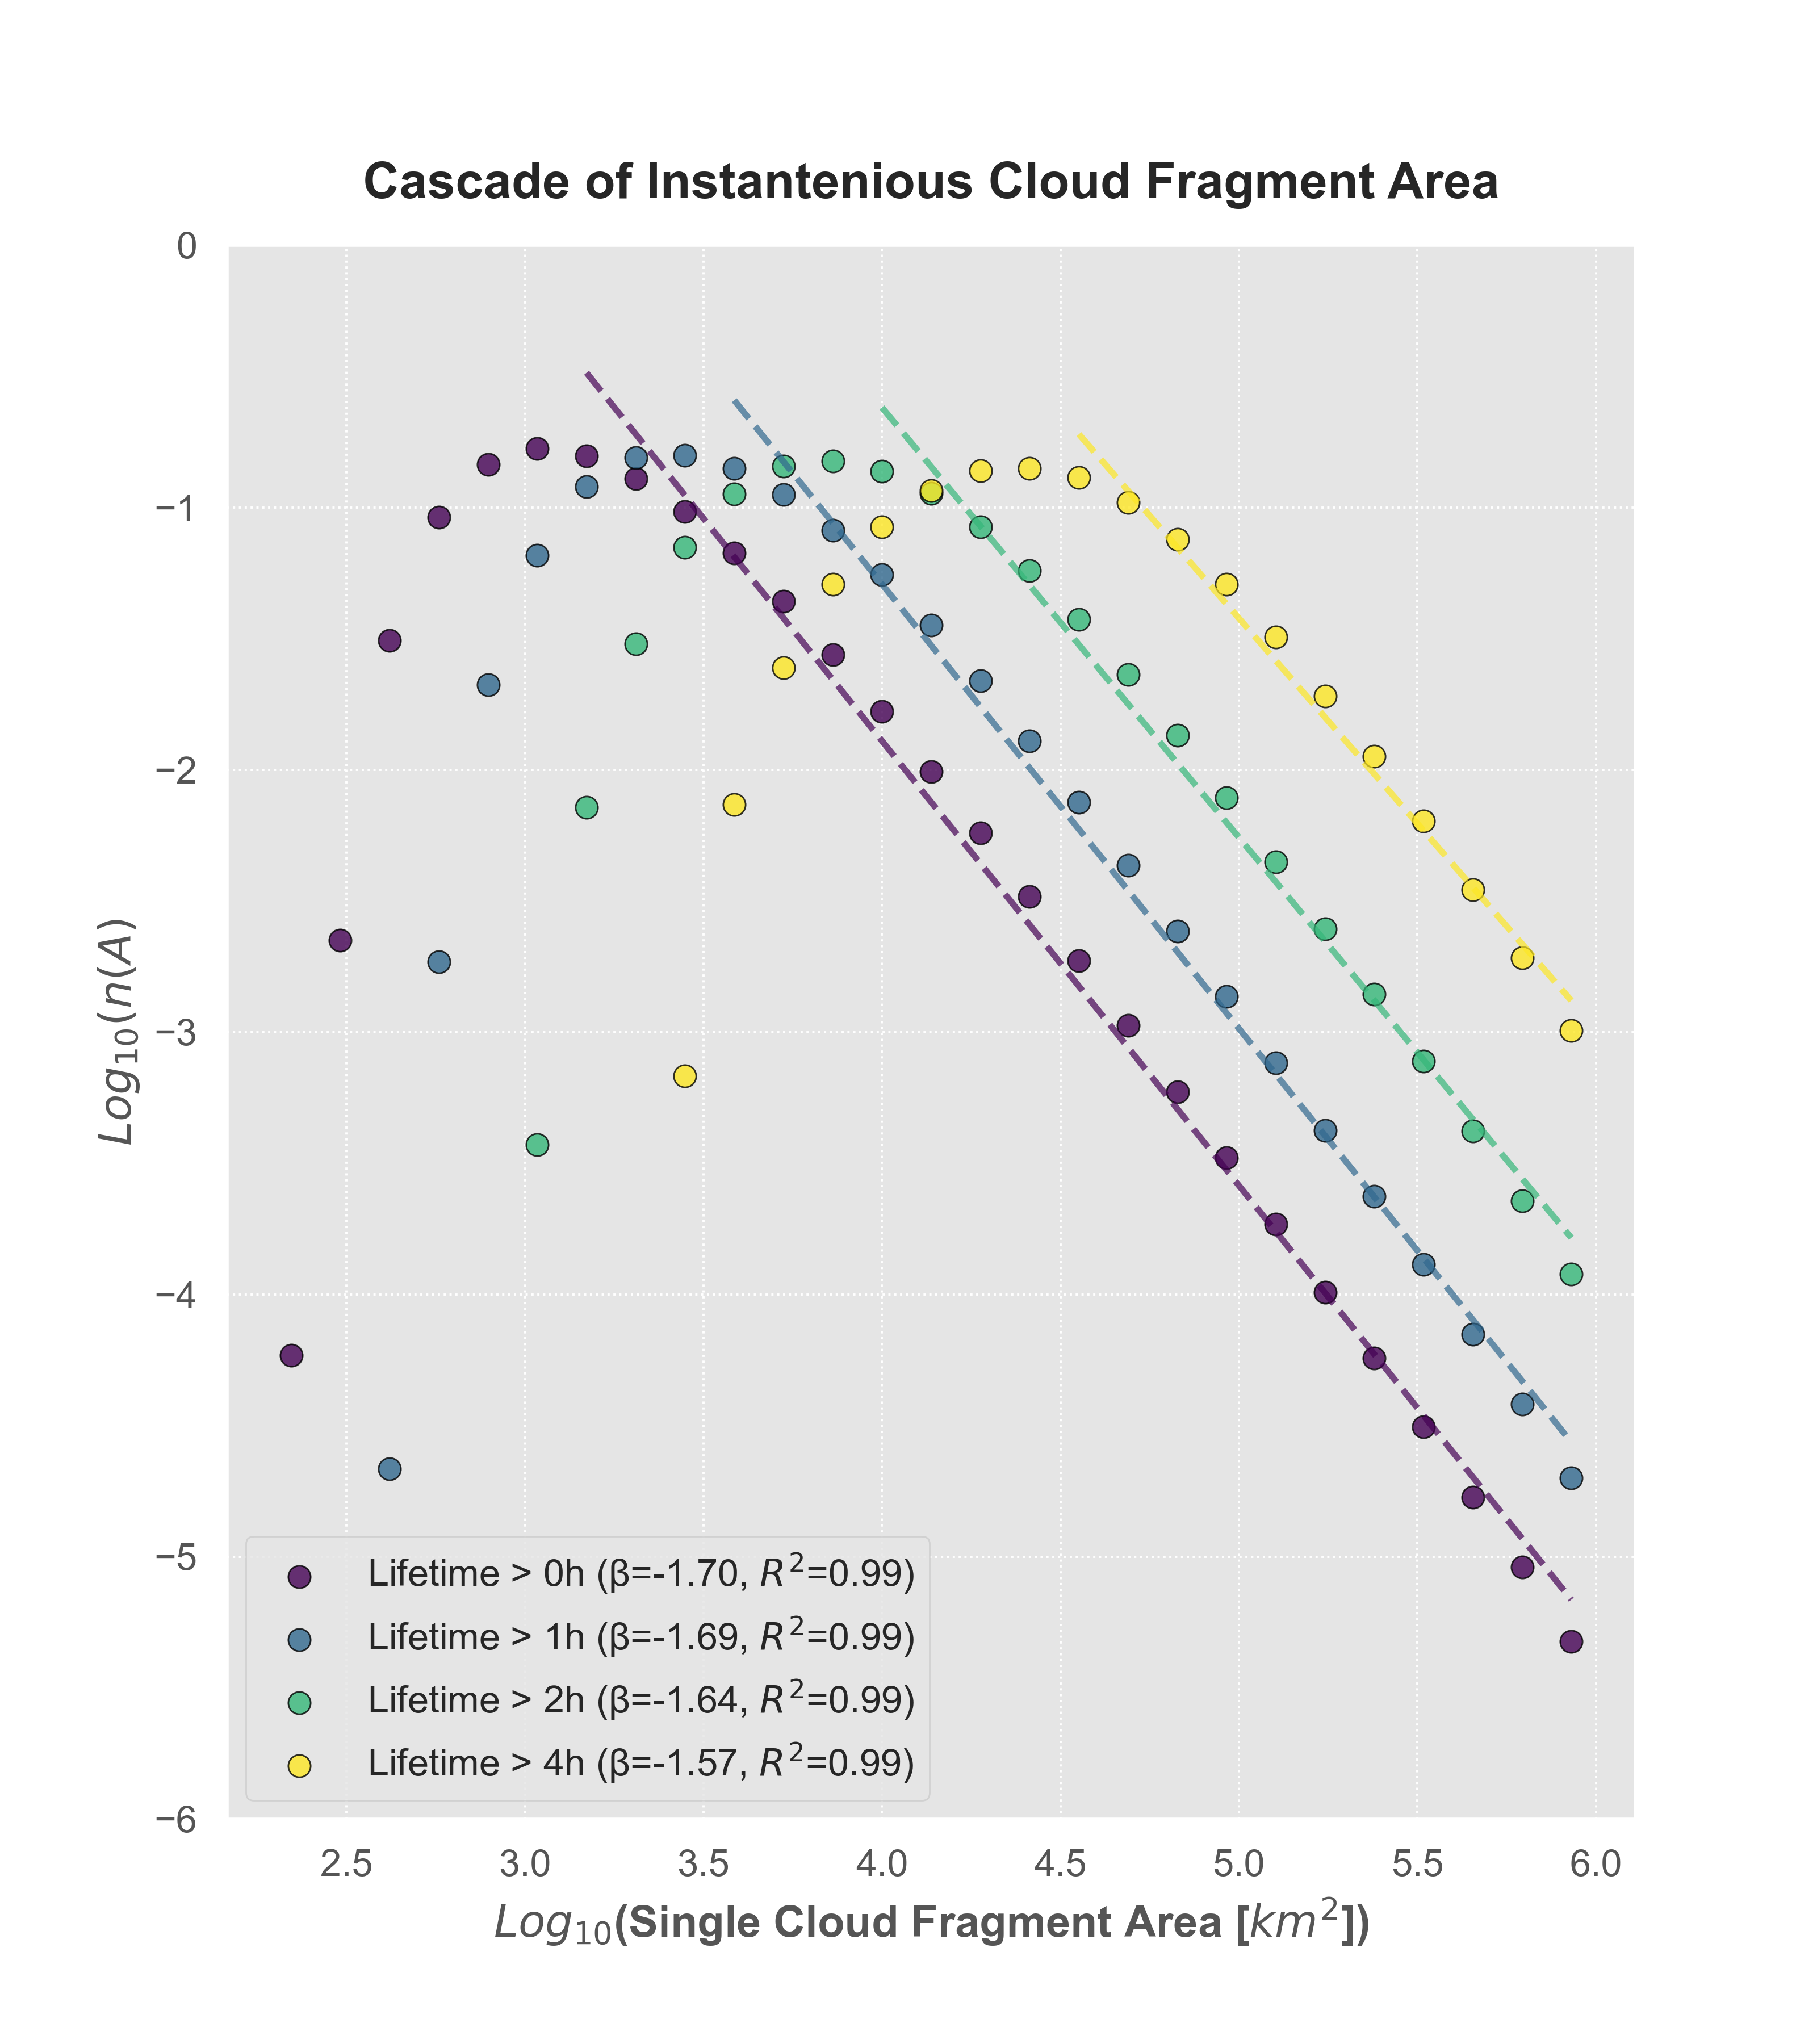 Cascade of Instantenious Cloud Fragment Area
0
−1
−2
−3
−4
−5
−6
Log₁₀(n(A)
Lifetime > 0h (β=-1.70, R²=0.99)
Lifetime > 1h (β=-1.69, R²=0.99)
Lifetime > 2h (β=-1.64, R²=0.99)
Lifetime > 4h (β=-1.57, R²=0.99)
2.5 3.0 3.5 4.0 4.5 5.0 5.5 6.0
Log₁₀(Single Cloud Fragment Area [km²])